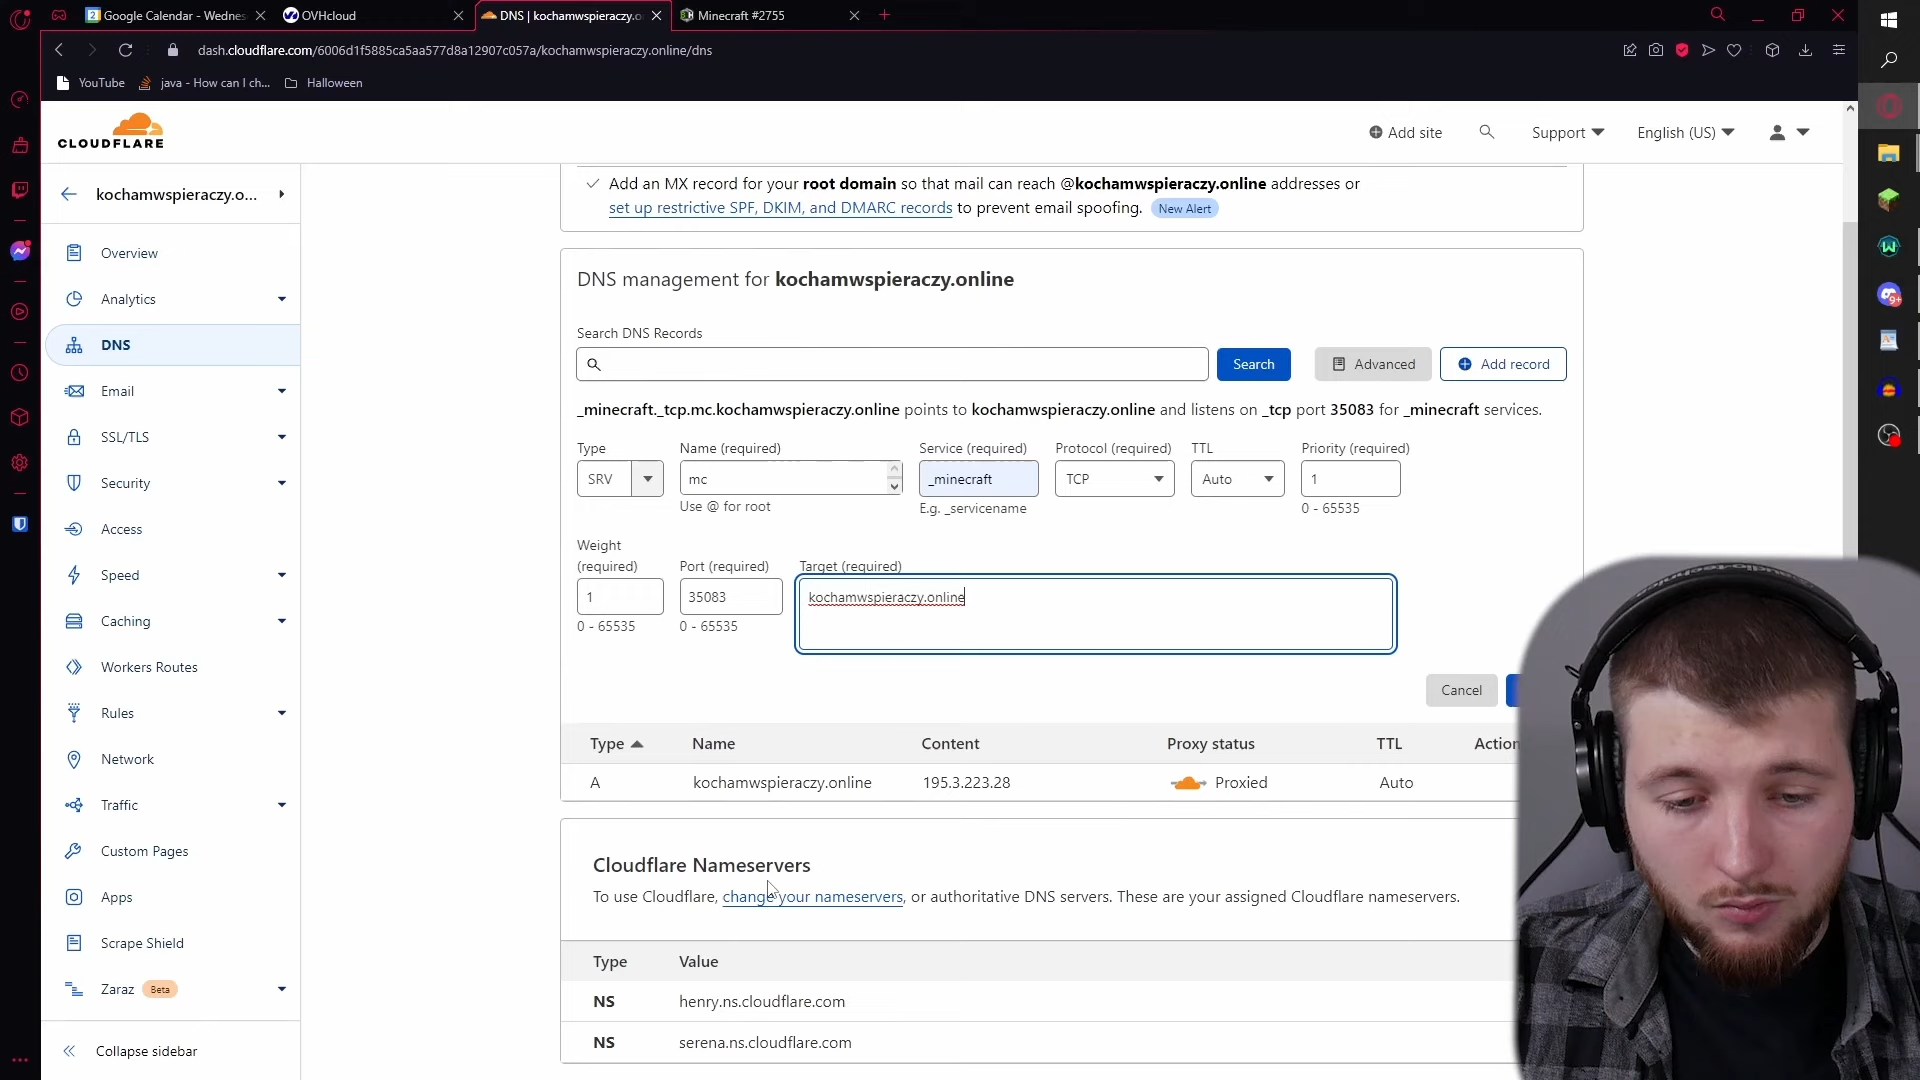 Google Calendar - Wednes
OVHcloud
DNS | kochamwspieraczy.o
Minecraft #2755
dash.cloudflare.com/6006d1f5885ca5aa577d8a12907c057a/kochamwspieraczy.online/dns
YouTube
java - How can I ch...
Halloween
CLOUDFLARE
Add site
Support
English (US)
kochamwspieraczy.o...
Overview
Analytics
DNS
Email
SSL/TLS
Security
Access
Speed
Caching
Workers Routes
Rules
Network
Traffic
Custom Pages
Apps
Scrape Shield
Zaraz Beta
Collapse sidebar
Add an MX record for your root domain so that mail can reach @kochamwspieraczy.online addresses or
set up restrictive SPF, DKIM, and DMARC records to prevent email spoofing. New Alert
DNS management for kochamwspieraczy.online
Search DNS Records
Search
Advanced
Add record
_minecraft._tcp.mc.kochamwspieraczy.online points to kochamwspieraczy.online and listens on _tcp port 35083 for _minecraft services.
Type Name (required) Service (required) Protocol (required) TTL Priority (required)
SRV mc _minecraft TCP Auto 1
Use @ for root E.g. _servicename 0 - 65535
Weight
(required) Port (required) Target (required)
1 35083 kochamwspieraczy.online
0 - 65535 0 - 65535
Cancel
Type Name Content Proxy status TTL Action
A kochamwspieraczy.online 195.3.223.28 Proxied Auto
Cloudflare Nameservers
To use Cloudflare, change your nameservers, or authoritative DNS servers. These are your assigned Cloudflare nameservers.
Type Value
NS henry.ns.cloudflare.com
NS serena.ns.cloudflare.com
9+